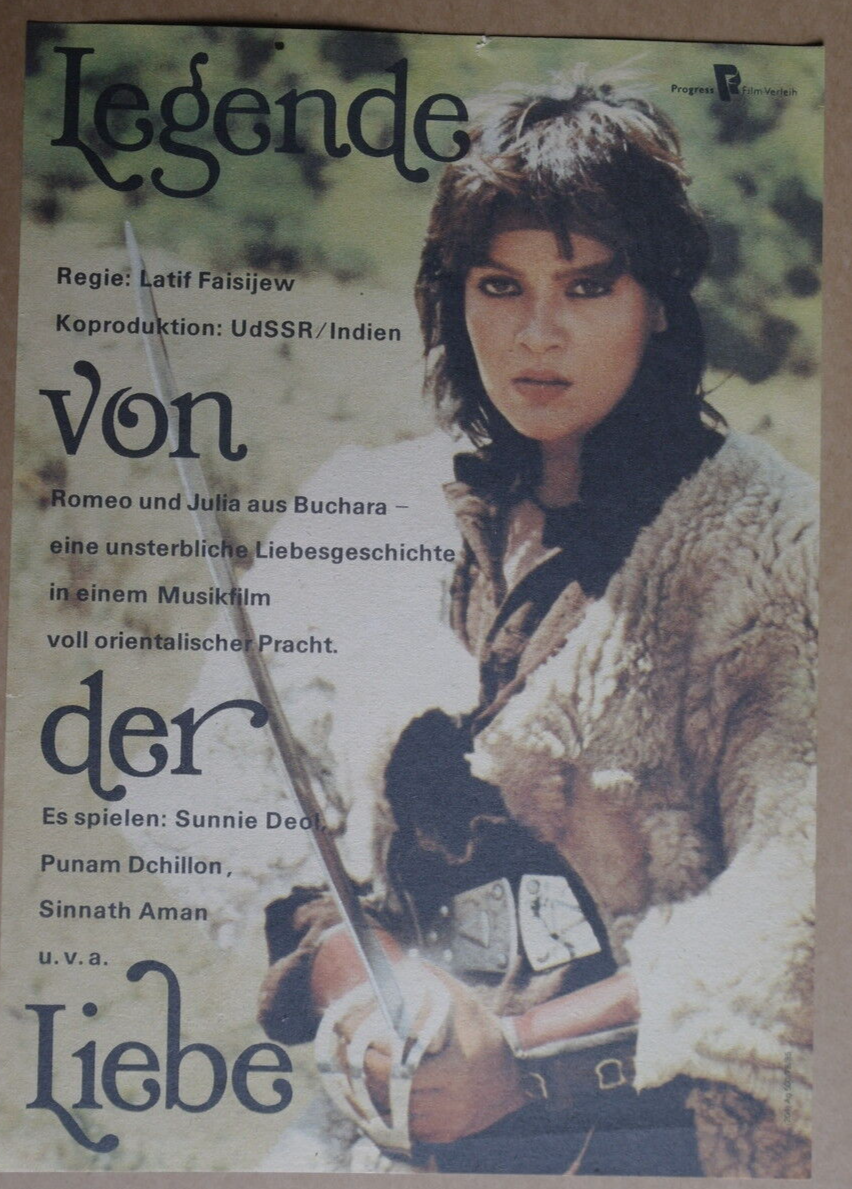 Legende
Progress Film-Verleih
Regie: Latif Faisijew
Koproduktion: UdSSR/Indien
von
Romeo und Julia aus Buchara –
eine unsterbliche Liebesgeschichte
in einem Musikfilm
voll orientalischer Pracht.
der
Es spielen: Sunnie Deol,
Punam Dchillon,
Sinnath Aman
u. v. a.
Liebe